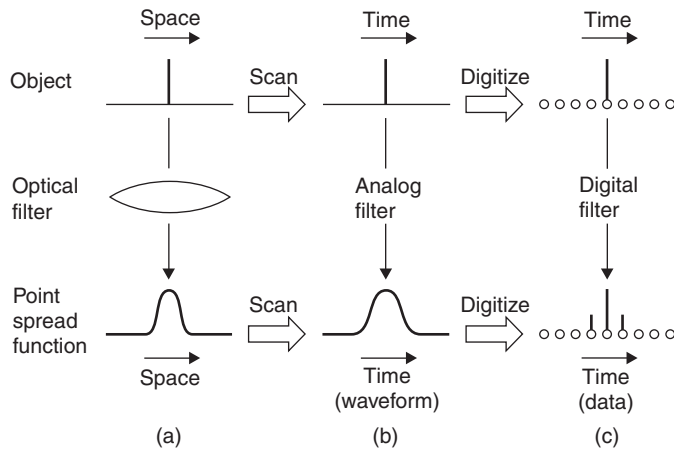 Space
Time
Time
Object
Scan
Digitize
Optical
filter
Analog
filter
Digital
filter
Point
spread
function
Scan
Digitize
Space
Time
(waveform)
Time
(data)
(a)
(b)
(c)